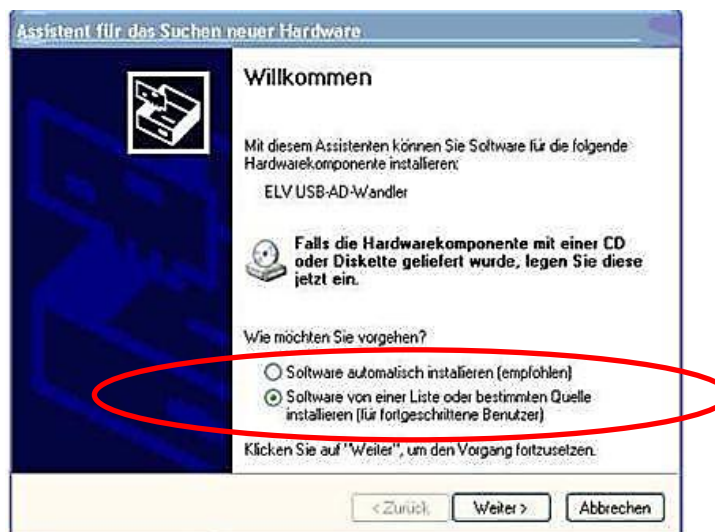 Assistent für das Suchen neuer Hardware
Willkommen
Mit diesem Assistenten können Sie Software für die folgende
Hardwarekomponente installieren:
ELV USB-AD-Wandler
Falls die Hardwarekomponente mit einer CD
oder Diskette geliefert wurde, legen Sie diese
jetzt ein.
Wie möchten Sie vorgehen?
Software automatisch installieren (empfohlen)
Software von einer Liste oder bestimmten Quelle
installieren (für fortgeschrittene Benutzer)
Klicken Sie auf "Weiter", um den Vorgang fortzusetzen.
< Zurück Weiter > Abbrechen